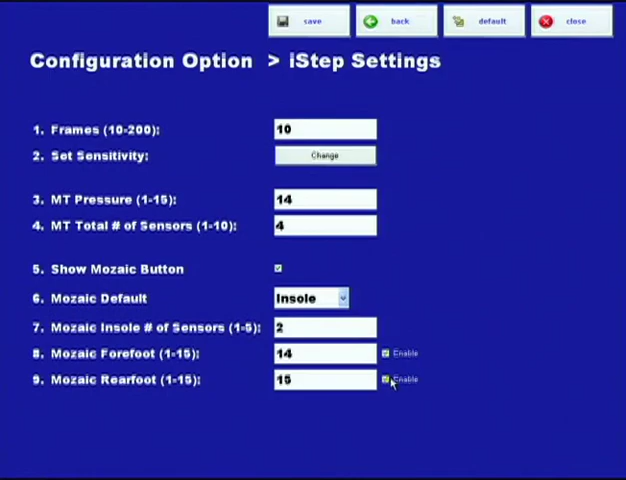 save back default close
Configuration Option > iStep Settings
1. Frames (10-200): 10
2. Set Sensitivity: Change
3. MT Pressure (1-15): 14
4. MT Total # of Sensors (1-10): 4
5. Show Mozaic Button
6. Mozaic Default Insole
7. Mozaic Insole # of Sensors (1-5): 2
8. Mozaic Forefoot (1-15): 14 Enable
9. Mozaic Rearfoot (1-15): 15 Enable